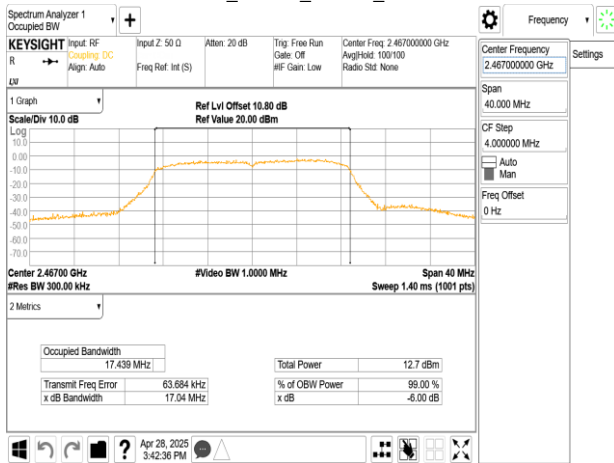 Spectrum Analyzer 1
Occupied BW
Frequency
KEYSIGHT
Input: RF
Coupling: DC
Align: Auto
Input Z: 50 Ω
Freq Ref: Int (S)
Atten: 20 dB
Trig: Free Run
Gate: Off
#IF Gain: Low
Center Freq: 2.467000000 GHz
Avg|Hold: 100/100
Radio Std: None
R
LXI
Center Frequency
2.467000000 GHz
Settings
Span
40.000 MHz
CF Step
4.000000 MHz
Auto
Man
Freq Offset
0 Hz
1 Graph
Scale/Div 10.0 dB
Ref Lvl Offset 10.80 dB
Ref Value 20.00 dBm
Log
10.0
0.00
-10.0
-20.0
-30.0
-40.0
-50.0
-60.0
-70.0
Center 2.46700 GHz
#Video BW 1.0000 MHz
Span 40 MHz
#Res BW 300.00 kHz
Sweep 1.40 ms (1001 pts)
2 Metrics
Occupied Bandwidth
17.439 MHz
Total Power 12.7 dBm
Transmit Freq Error 63.684 kHz
% of OBW Power 99.00 %
x dB Bandwidth 17.04 MHz
x dB -6.00 dB
?
Apr 28, 2025
3:42:36 PM